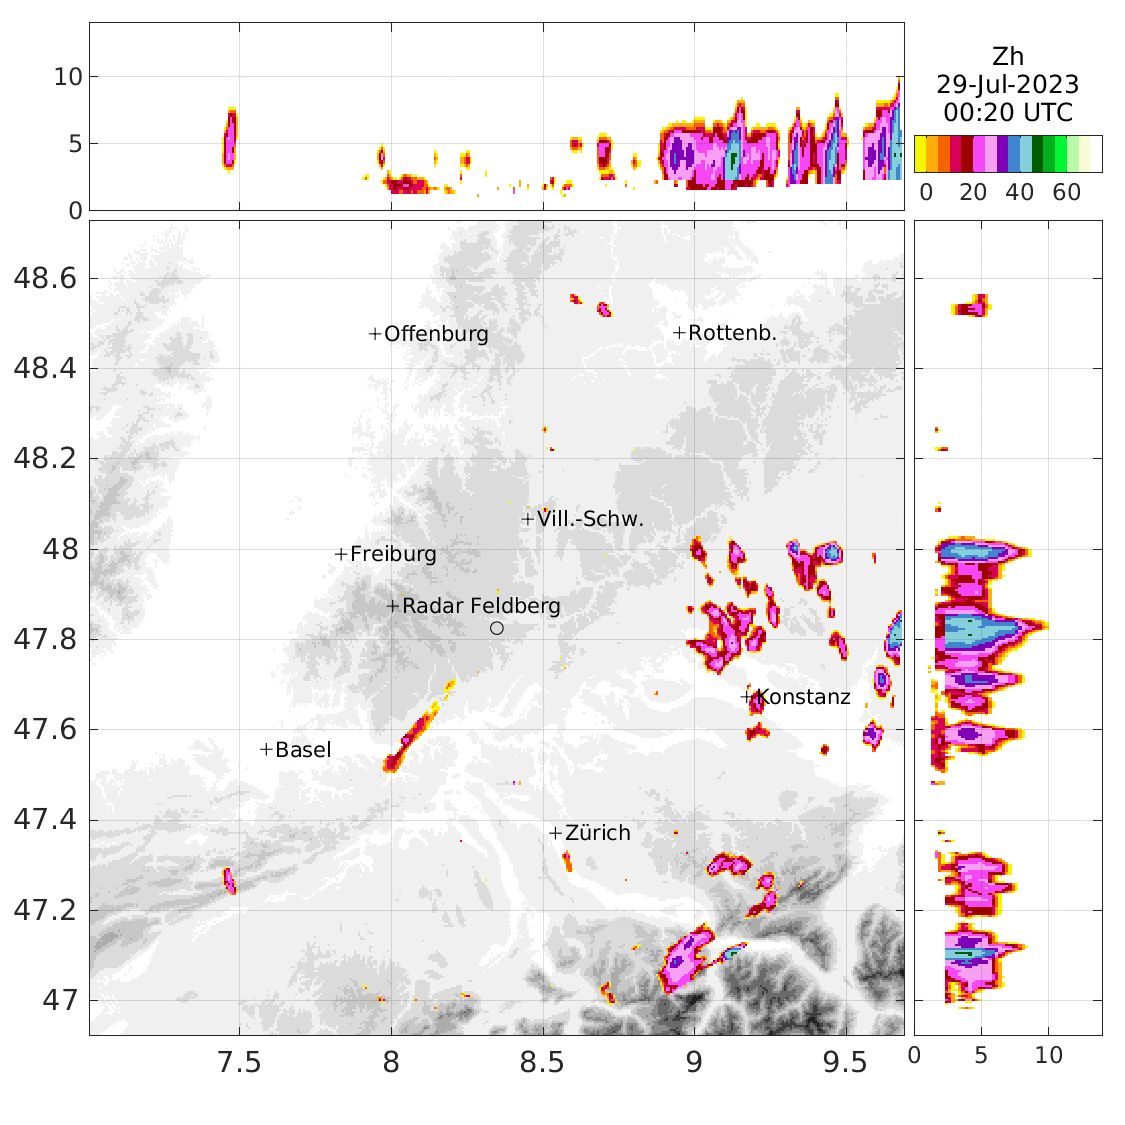 10
5
0
Zh
29-Jul-2023
00:20 UTC
0 20 40 60
48.6
48.4
48.2
48
47.8
47.6
47.4
47.2
47
Offenburg
Rottenb.
Vill.-Schw.
Freiburg
Radar Feldberg
Konstanz
Basel
Zürich
7.5 8 8.5 9 9.5
0 5 10